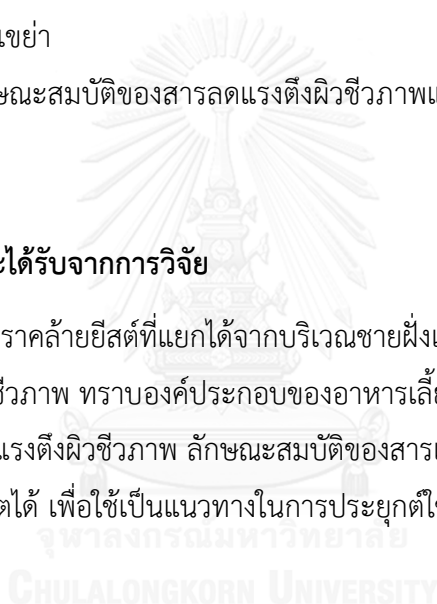 เขย่า
ษณะสมบัติของสารลดแรงตึงผิวชีวภาพแ
ะได้รับจากการวิจัย
ราคล้ายยีสต์ที่แยกได้จากบริเวณชายฝั่งแ
ชีวภาพ ทราบองค์ประกอบของอาหารเลี้ย
แรงตึงผิวชีวภาพ ลักษณะสมบัติของสารแ
ตได้ เพื่อใช้เป็นแนวทางในการประยุกต์ใช
จุฬาลงกรณ์มหาวิทยาลัย
CHULALONGKORN UNIVERSITY